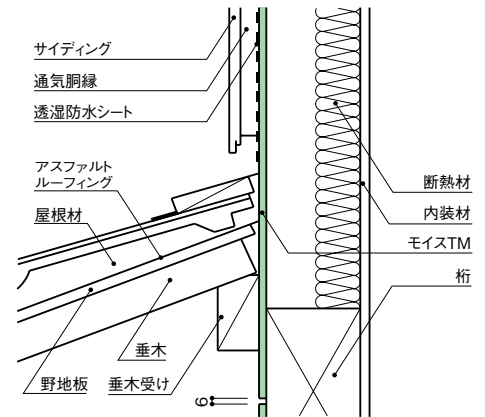 サイディング
通気胴縁
透湿防水シート
アスファルト
ルーフィング
屋根材
断熱材
内装材
モイスTM
桁
垂木
野地板
垂木受け
6